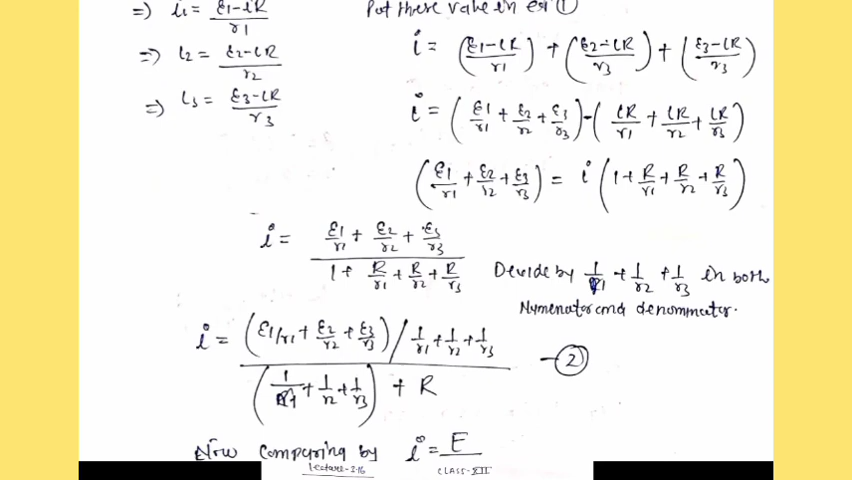 =) i1 = ε1-iR/r1 Put these value in eqn (1)
=) i2 = ε2-iR/r2
=) i3 = ε3-iR/r3
i = (ε1-iR/r1) + (ε2-iR/r3) + (ε3-iR/r3)
i = (ε1/r1 + ε2/r2 + ε3/r3) - (iR/r1 + iR/r2 + iR/r3)
(ε1/r1 + ε2/r2 + ε3/r3) = i (1 + R/r1 + R/r2 + R/r3)
i = ε1/r1 + ε2/r2 + ε3/r3 / 1 + R/r1 + R/r2 + R/r3
Devide by 1/r1 + 1/r2 + 1/r3 in both
Nymenator and denominator.
i = (ε1/r1 + ε2/r2 + ε3/r3) / 1/r1 + 1/r2 + 1/r3 / (1/r1 + 1/r2 + 1/r3) + R — (2)
Now Comparing by i = E
Lecture-3.16 CLASS-XII